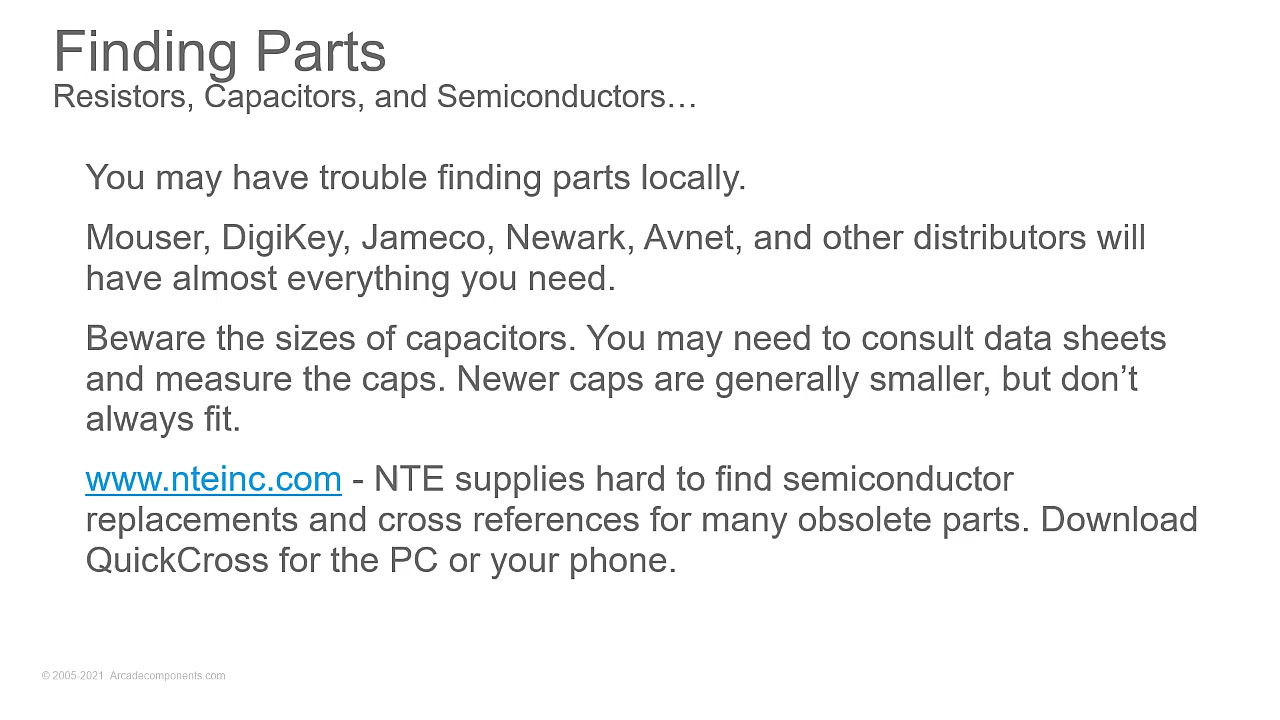 Finding Parts
Resistors, Capacitors, and Semiconductors…
You may have trouble finding parts locally.
Mouser, DigiKey, Jameco, Newark, Avnet, and other distributors will
have almost everything you need.
Beware the sizes of capacitors. You may need to consult data sheets
and measure the caps. Newer caps are generally smaller, but don’t
always fit.
www.nteinc.com - NTE supplies hard to find semiconductor
replacements and cross references for many obsolete parts. Download
QuickCross for the PC or your phone.
© 2005-2021 Arcadecomponents.com